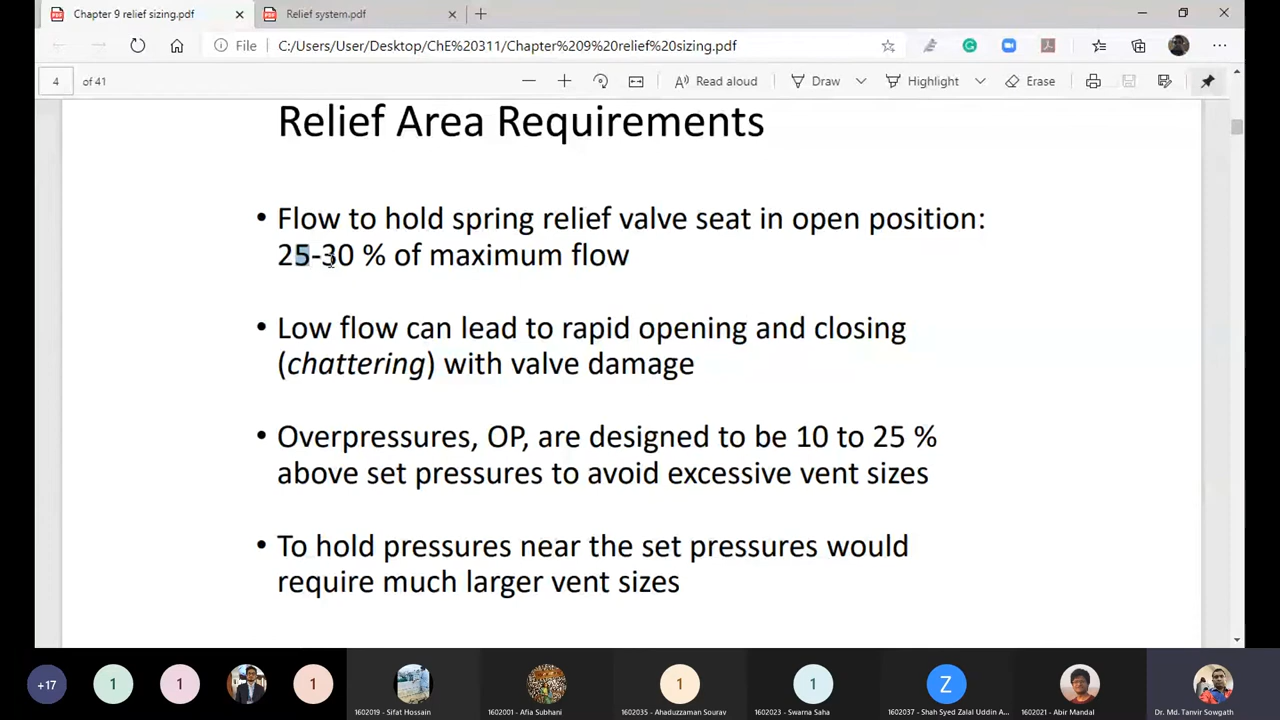 Chapter 9 relief sizing.pdf
Relief system.pdf
File
C:/Users/User/Desktop/ChE%20311/Chapter%209%20relief%20sizing.pdf
4
of 41
Read aloud
Draw
Highlight
Erase
Relief Area Requirements
• Flow to hold spring relief valve seat in open position:
25-30 % of maximum flow
• Low flow can lead to rapid opening and closing
(chattering) with valve damage
• Overpressures, OP, are designed to be 10 to 25 %
above set pressures to avoid excessive vent sizes
• To hold pressures near the set pressures would
require much larger vent sizes
+17
1
1
1
1
1
Z
1602019 - Sifat Hossain
1602001 - Afia Subhani
1602035 - Ahaduzzaman Sourav
1602023 - Swarna Saha
1602037 - Shah Syed Zalal Uddin A...
1602021 - Abir Mandal
Dr. Md. Tanvir Sowgath